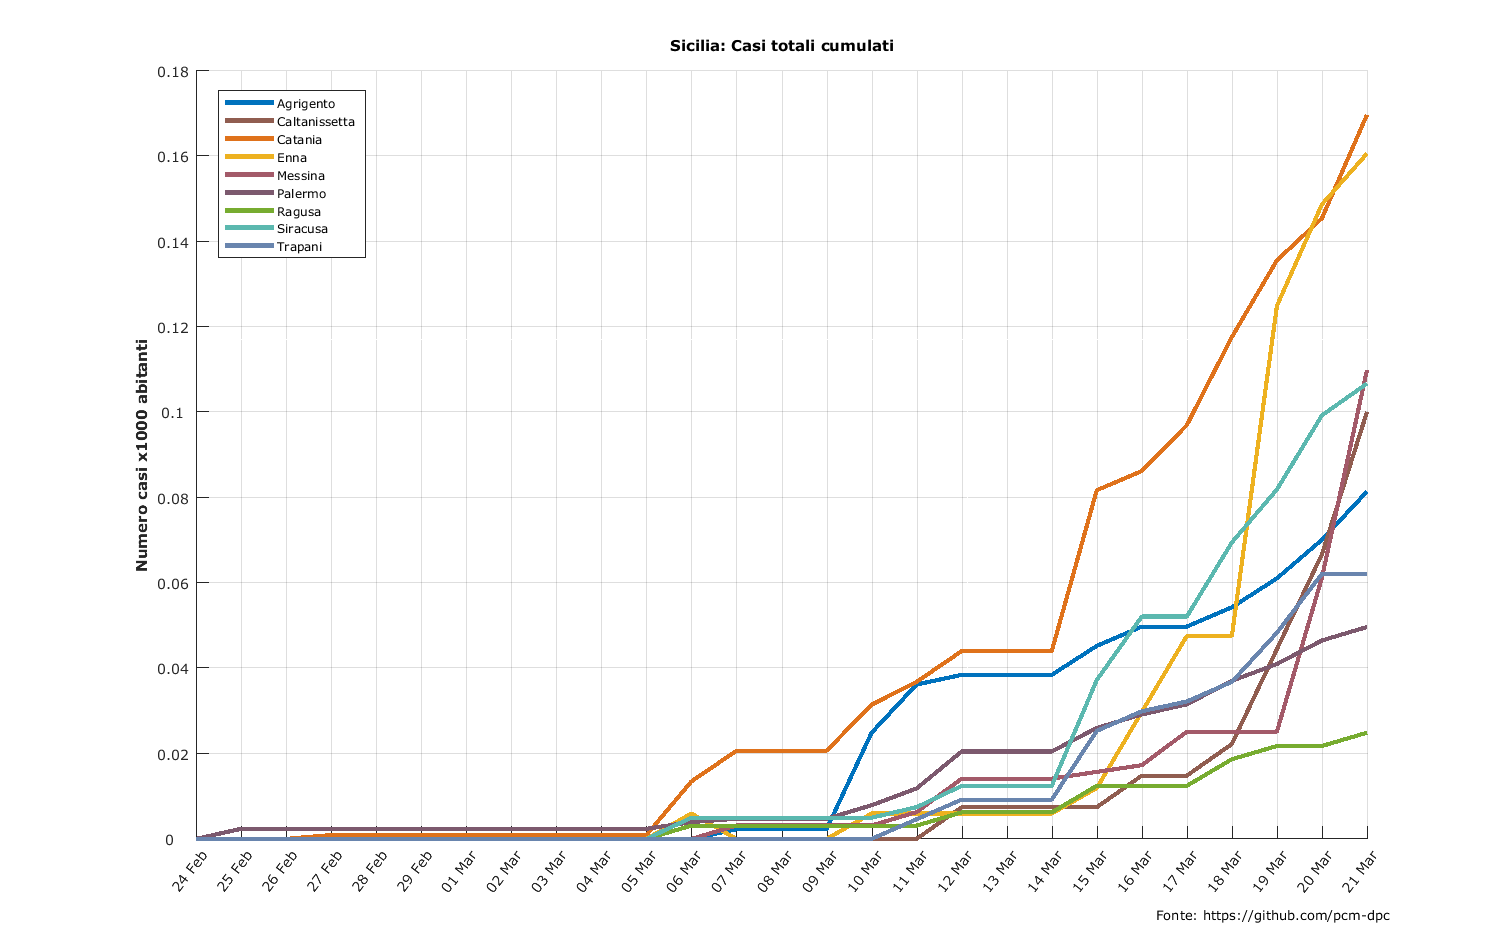 Sicilia: Casi totali cumulati
Numero casi x1000 abitanti
0.18
0.16
0.14
0.12
0.1
0.08
0.06
0.04
0.02
0
Agrigento
Caltanissetta
Catania
Enna
Messina
Palermo
Ragusa
Siracusa
Trapani
24 Feb
25 Feb
26 Feb
27 Feb
28 Feb
29 Feb
01 Mar
02 Mar
03 Mar
04 Mar
05 Mar
06 Mar
07 Mar
08 Mar
09 Mar
10 Mar
11 Mar
12 Mar
13 Mar
14 Mar
15 Mar
16 Mar
17 Mar
18 Mar
19 Mar
20 Mar
21 Mar
Fonte: https://github.com/pcm-dpc